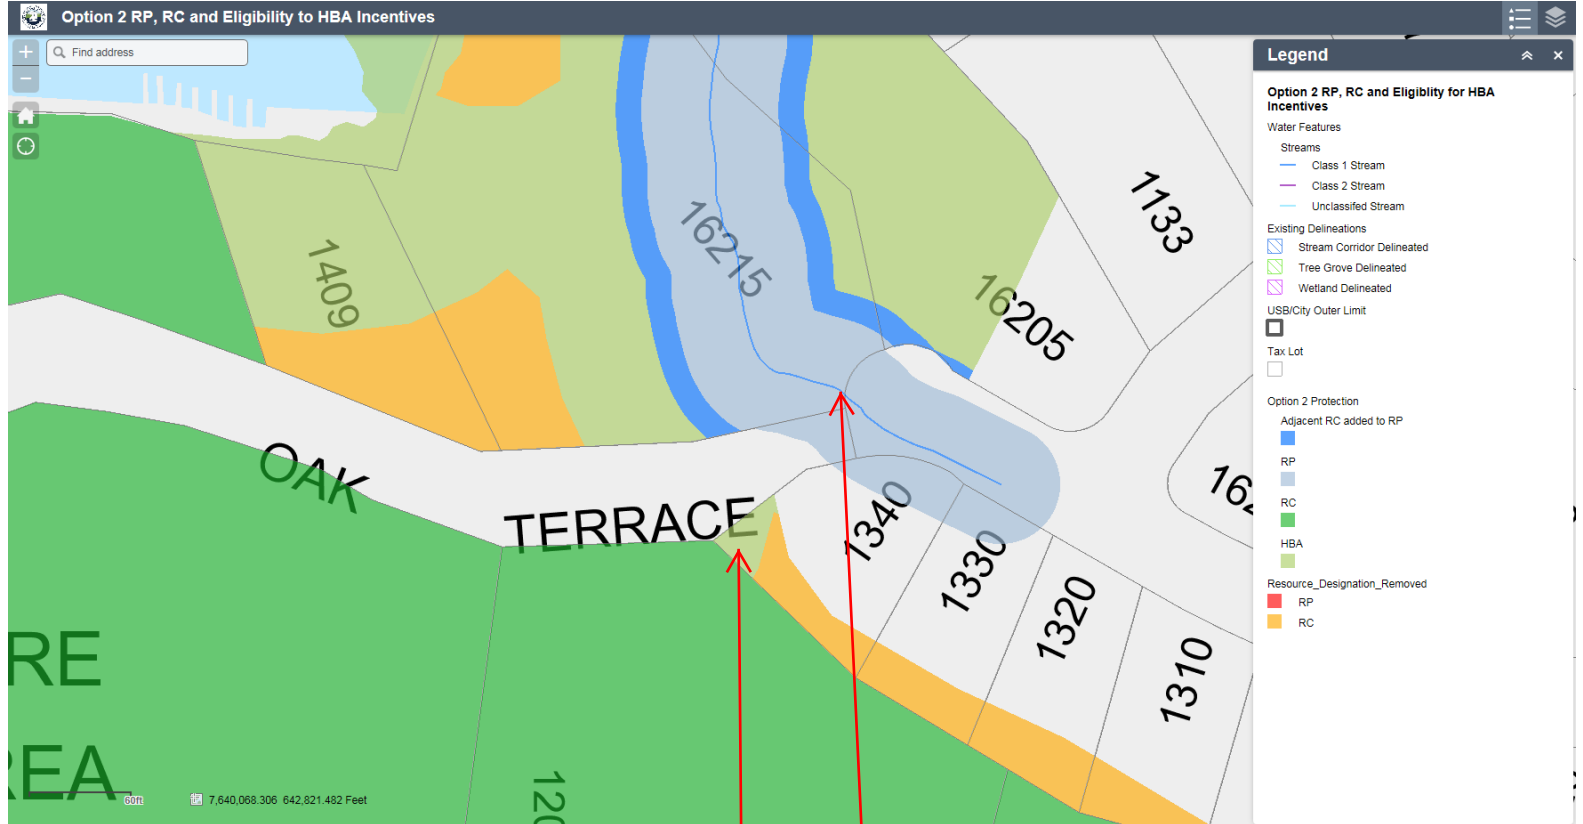 Option 2 RP, RC and Eligibility to HBA Incentives
Find address
Legend
Option 2 RP, RC and Eligiblity for HBA
Incentives
Water Features
Streams
Class 1 Stream
Class 2 Stream
Unclassifed Stream
Existing Delineations
Stream Corridor Delineated
Tree Grove Delineated
Wetland Delineated
USB/City Outer Limit
Tax Lot
Option 2 Protection
Adjacent RC added to RP
RP
RC
HBA
Resource_Designation_Removed
RP
RC
1133
16215
1409
16205
OAK
TERRACE
1340
1330
1320
1310
RE
EA
120
60ft
7,640,068.306 642,821.482 Feet